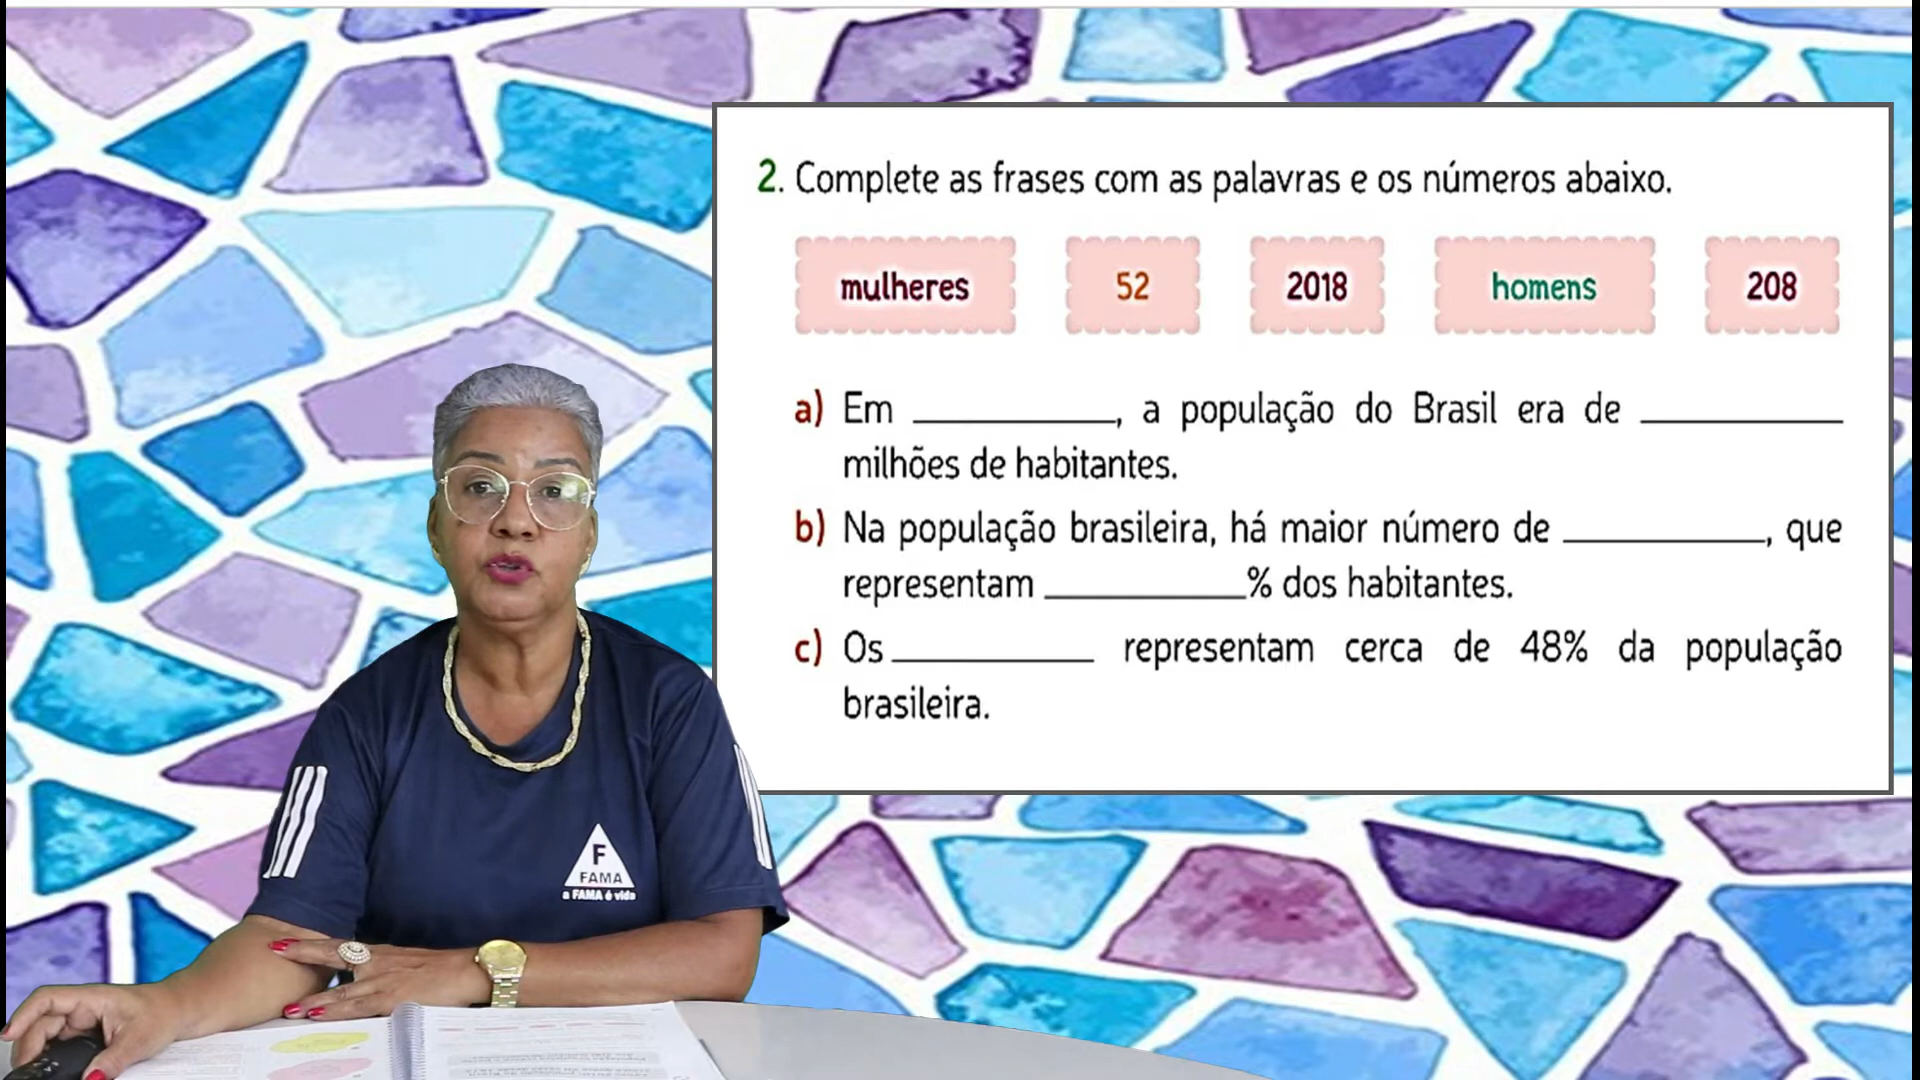 2. Complete as frases com as palavras e os números abaixo.
mulheres 52 2018 homens 208
a) Em ____________, a população do Brasil era de ____________
milhões de habitantes.
b) Na população brasileira, há maior número de ____________, que
representam ____________% dos habitantes.
c) Os ____________ representam cerca de 48% da população
brasileira.
F
FAMA
a FAMA é vida